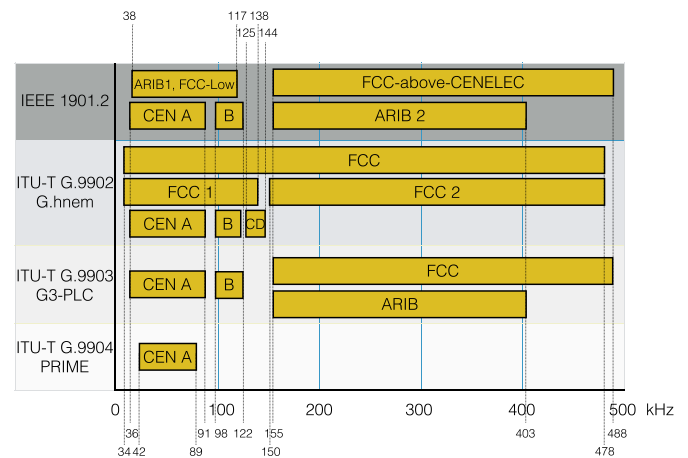 38 117 138
125 144
IEEE 1901.2
ARIB1, FCC-Low
FCC-above-CENELEC
CEN A
B
ARIB 2
ITU-T G.9902
G.hnem
FCC
FCC 1
FCC 2
CEN A
B
CD
ITU-T G.9903
G3-PLC
FCC
CEN A
B
ARIB
ITU-T G.9904
PRIME
CEN A
0 100 200 300 400 500 kHz
36 91 98 122 155 403 488
34 42 89 150 478